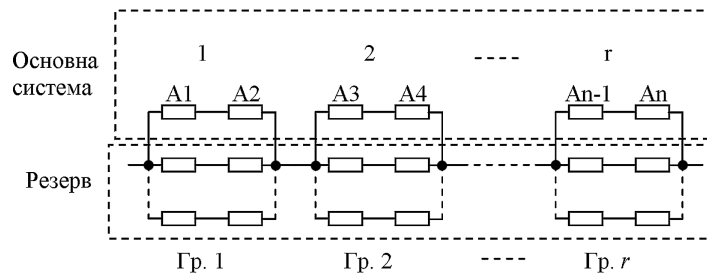 Основна система
1 2 r
A1 A2 A3 A4 An-1 An
Резерв
Гр. 1 Гр. 2 Гр. r